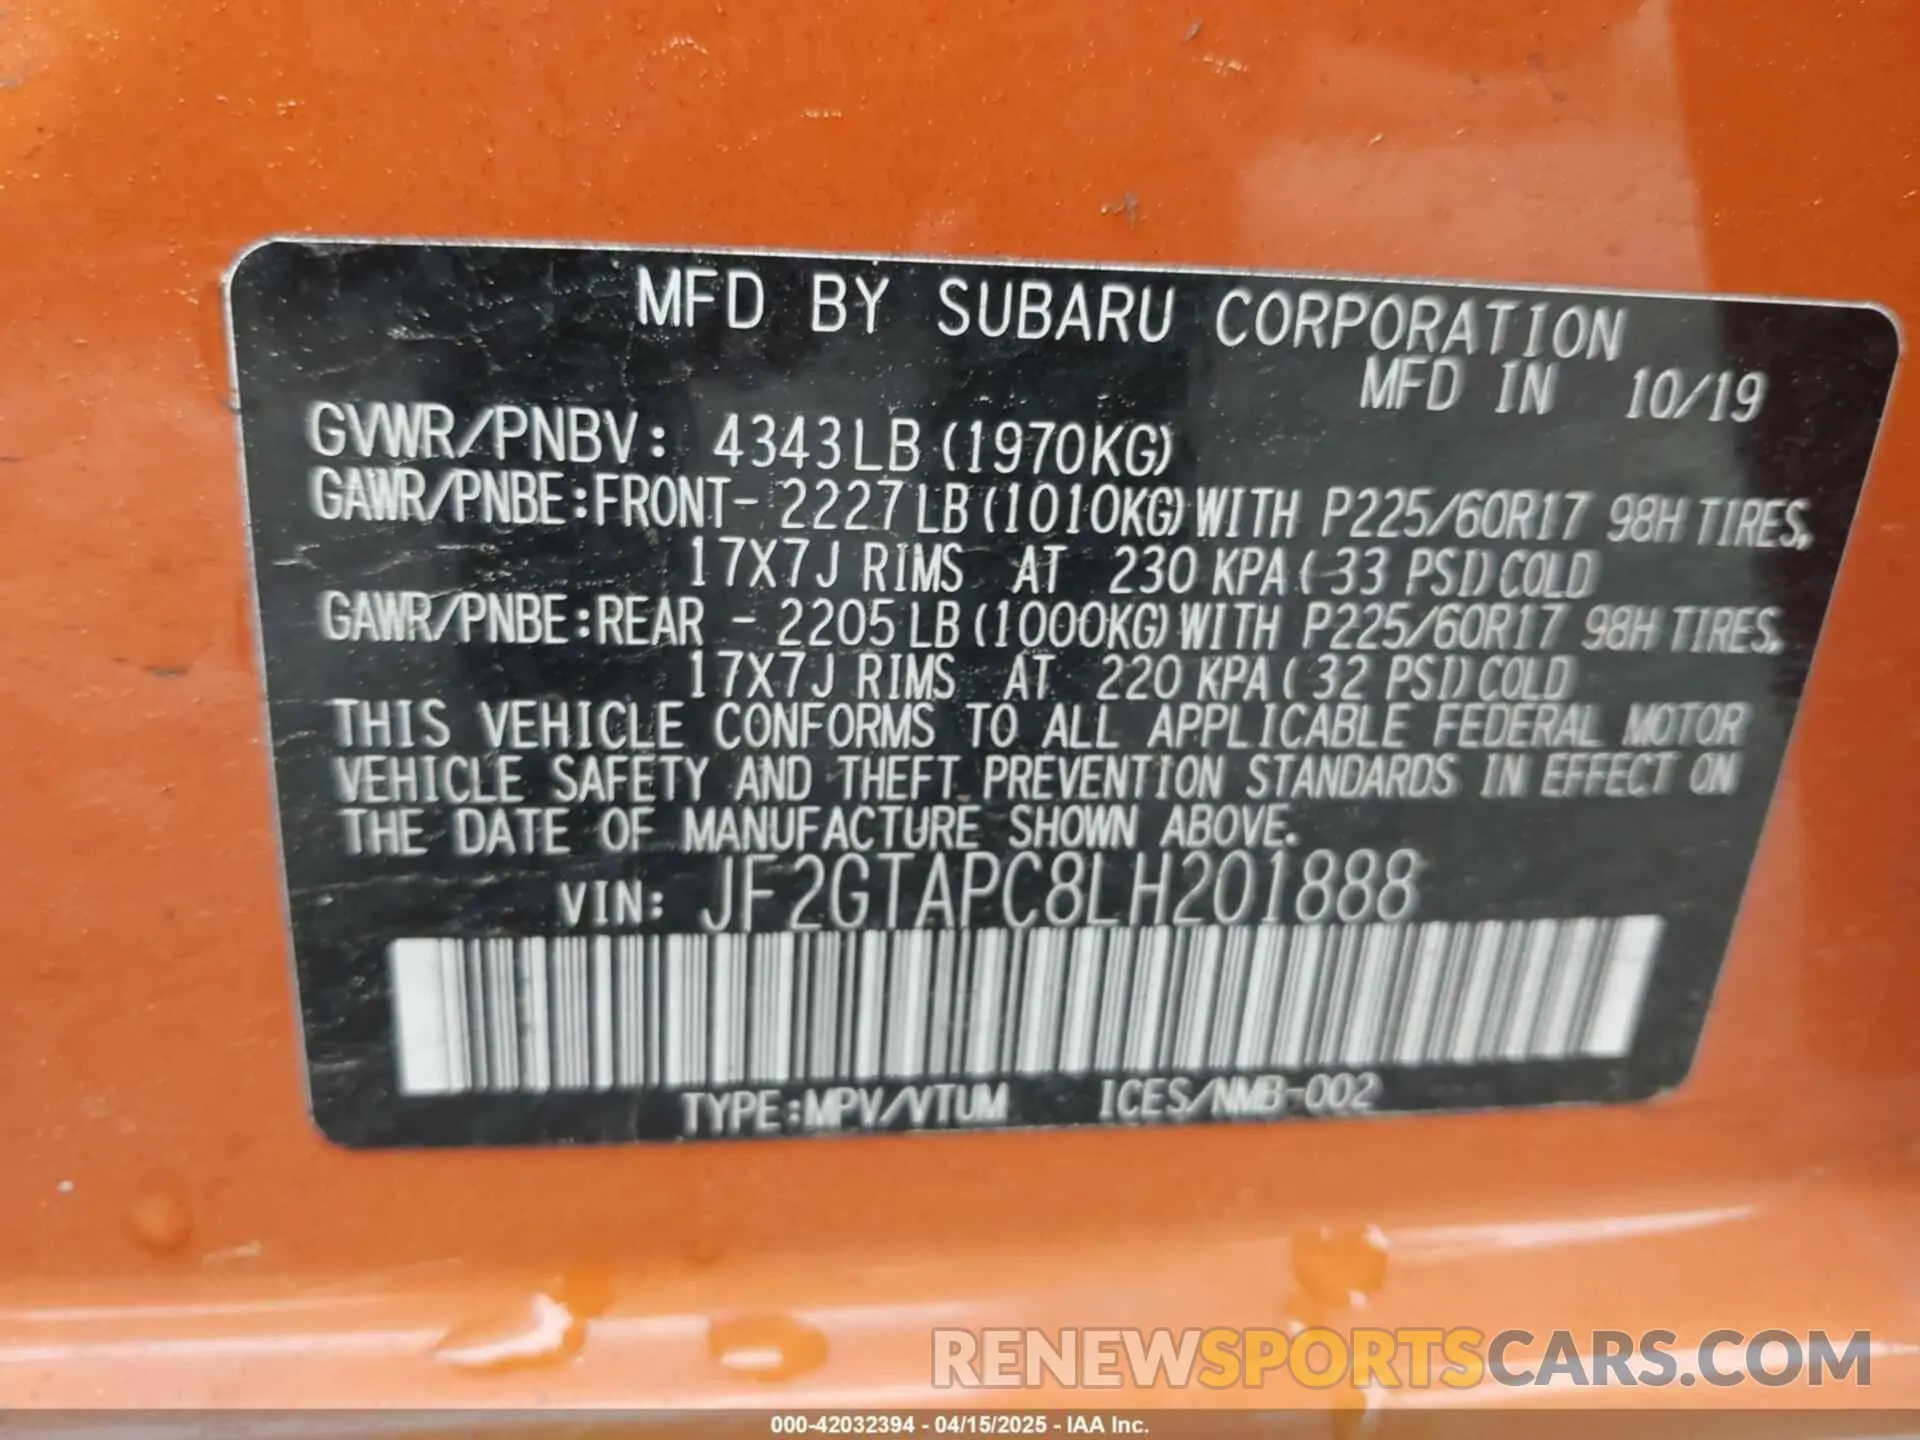 MFD BY SUBARU CORPORATION
MFD IN 10/19
GVWR/PNBV: 4343LB (1970KG)
GAWR/PNBE:FRONT- 2227LB (1010KG) WITH P225/60R17 98H TIRES,
17X7J RIMS AT 230 KPA ( 33 PSI) COLD
GAWR/PNBE:REAR - 2205LB (1000KG) WITH P225/60R17 98H TIRES,
17X7J RIMS AT 220 KPA ( 32 PSI) COLD
THIS VEHICLE CONFORMS TO ALL APPLICABLE FEDERAL MOTOR
VEHICLE SAFETY AND THEFT PREVENTION STANDARDS IN EFFECT ON
THE DATE OF MANUFACTURE SHOWN ABOVE.
VIN: JF2GTAPC8LH201888
TYPE:MPV/VTUM ICES/NMB-002
RENEWSPORTSCARS.COM
000-42032394 - 04/15/2025 - IAA Inc.